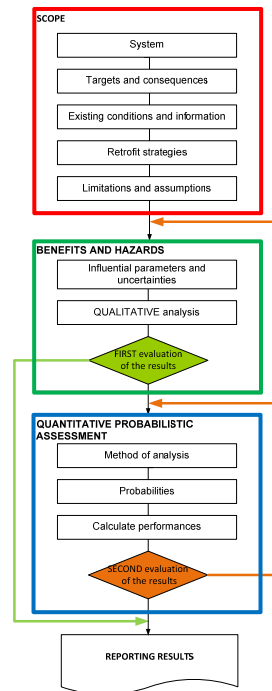 SCOPE
System
Targets and consequences
Existing conditions and information
Retrofit strategies
Limitations and assumptions
BENEFITS AND HAZARDS
Influential parameters and
uncertainties
QUALITATIVE analysis
FIRST evaluation
of the results
QUANTITATIVE PROBABILISTIC
ASSESSMENT
Method of analysis
Probabilities
Calculate performances
SECOND evaluation
of the results
REPORTING RESULTS